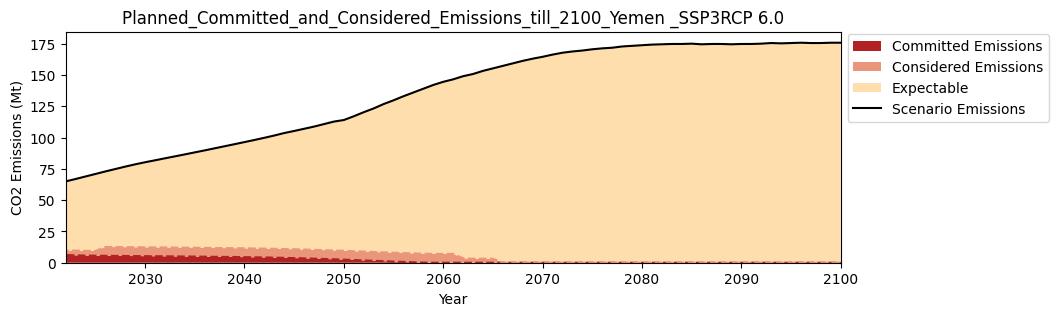 Planned_Committed_and_Considered_Emissions_till_2100_Yemen _SSP3RCP 6.0
CO2 Emissions (Mt)
175
150
125
100
75
50
25
0
2030 2040 2050 2060 2070 2080 2090 2100
Year
Committed Emissions
Considered Emissions
Expectable
Scenario Emissions